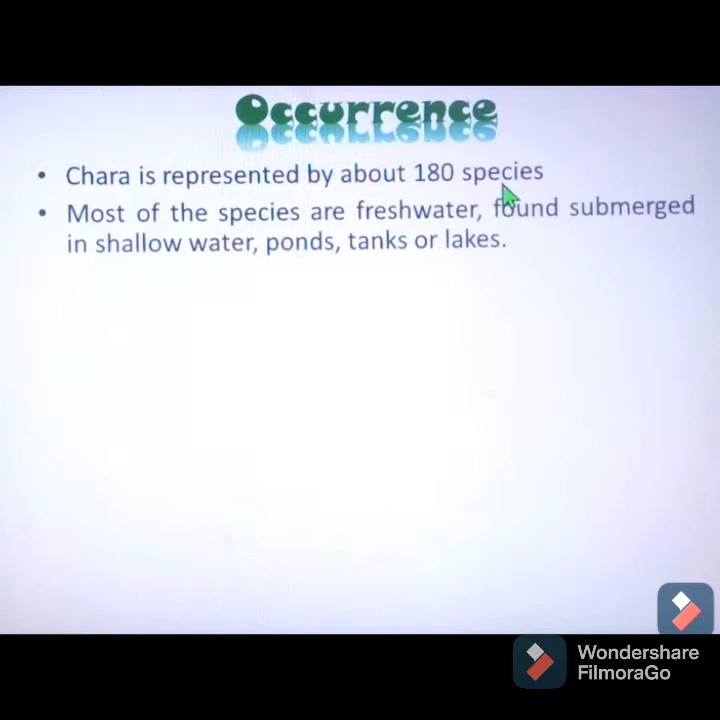 Occurrence
• Chara is represented by about 180 species
• Most of the species are freshwater, found submerged
in shallow water, ponds, tanks or lakes.
Wondershare
FilmoraGo